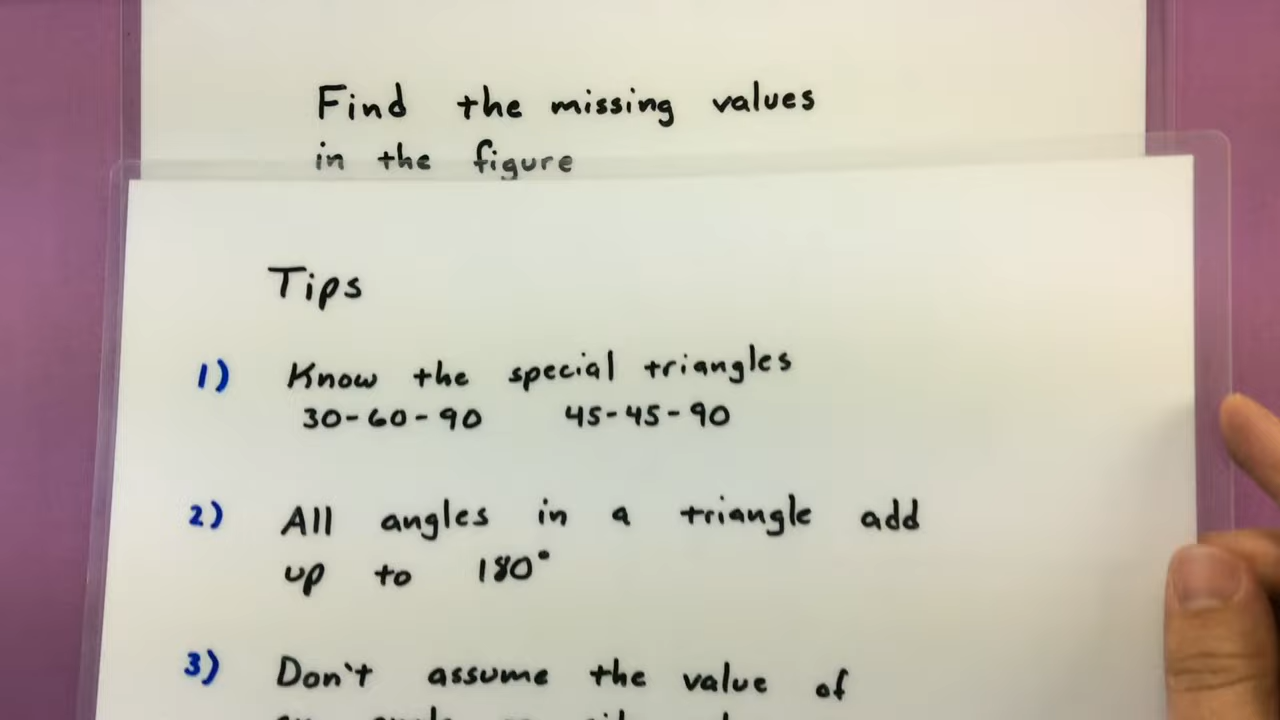 Find the missing values
in the figure
Tips
1) Know the special triangles
30-60-90 45-45-90
2) All angles in a triangle add
up to 180°
3) Don't assume the value of